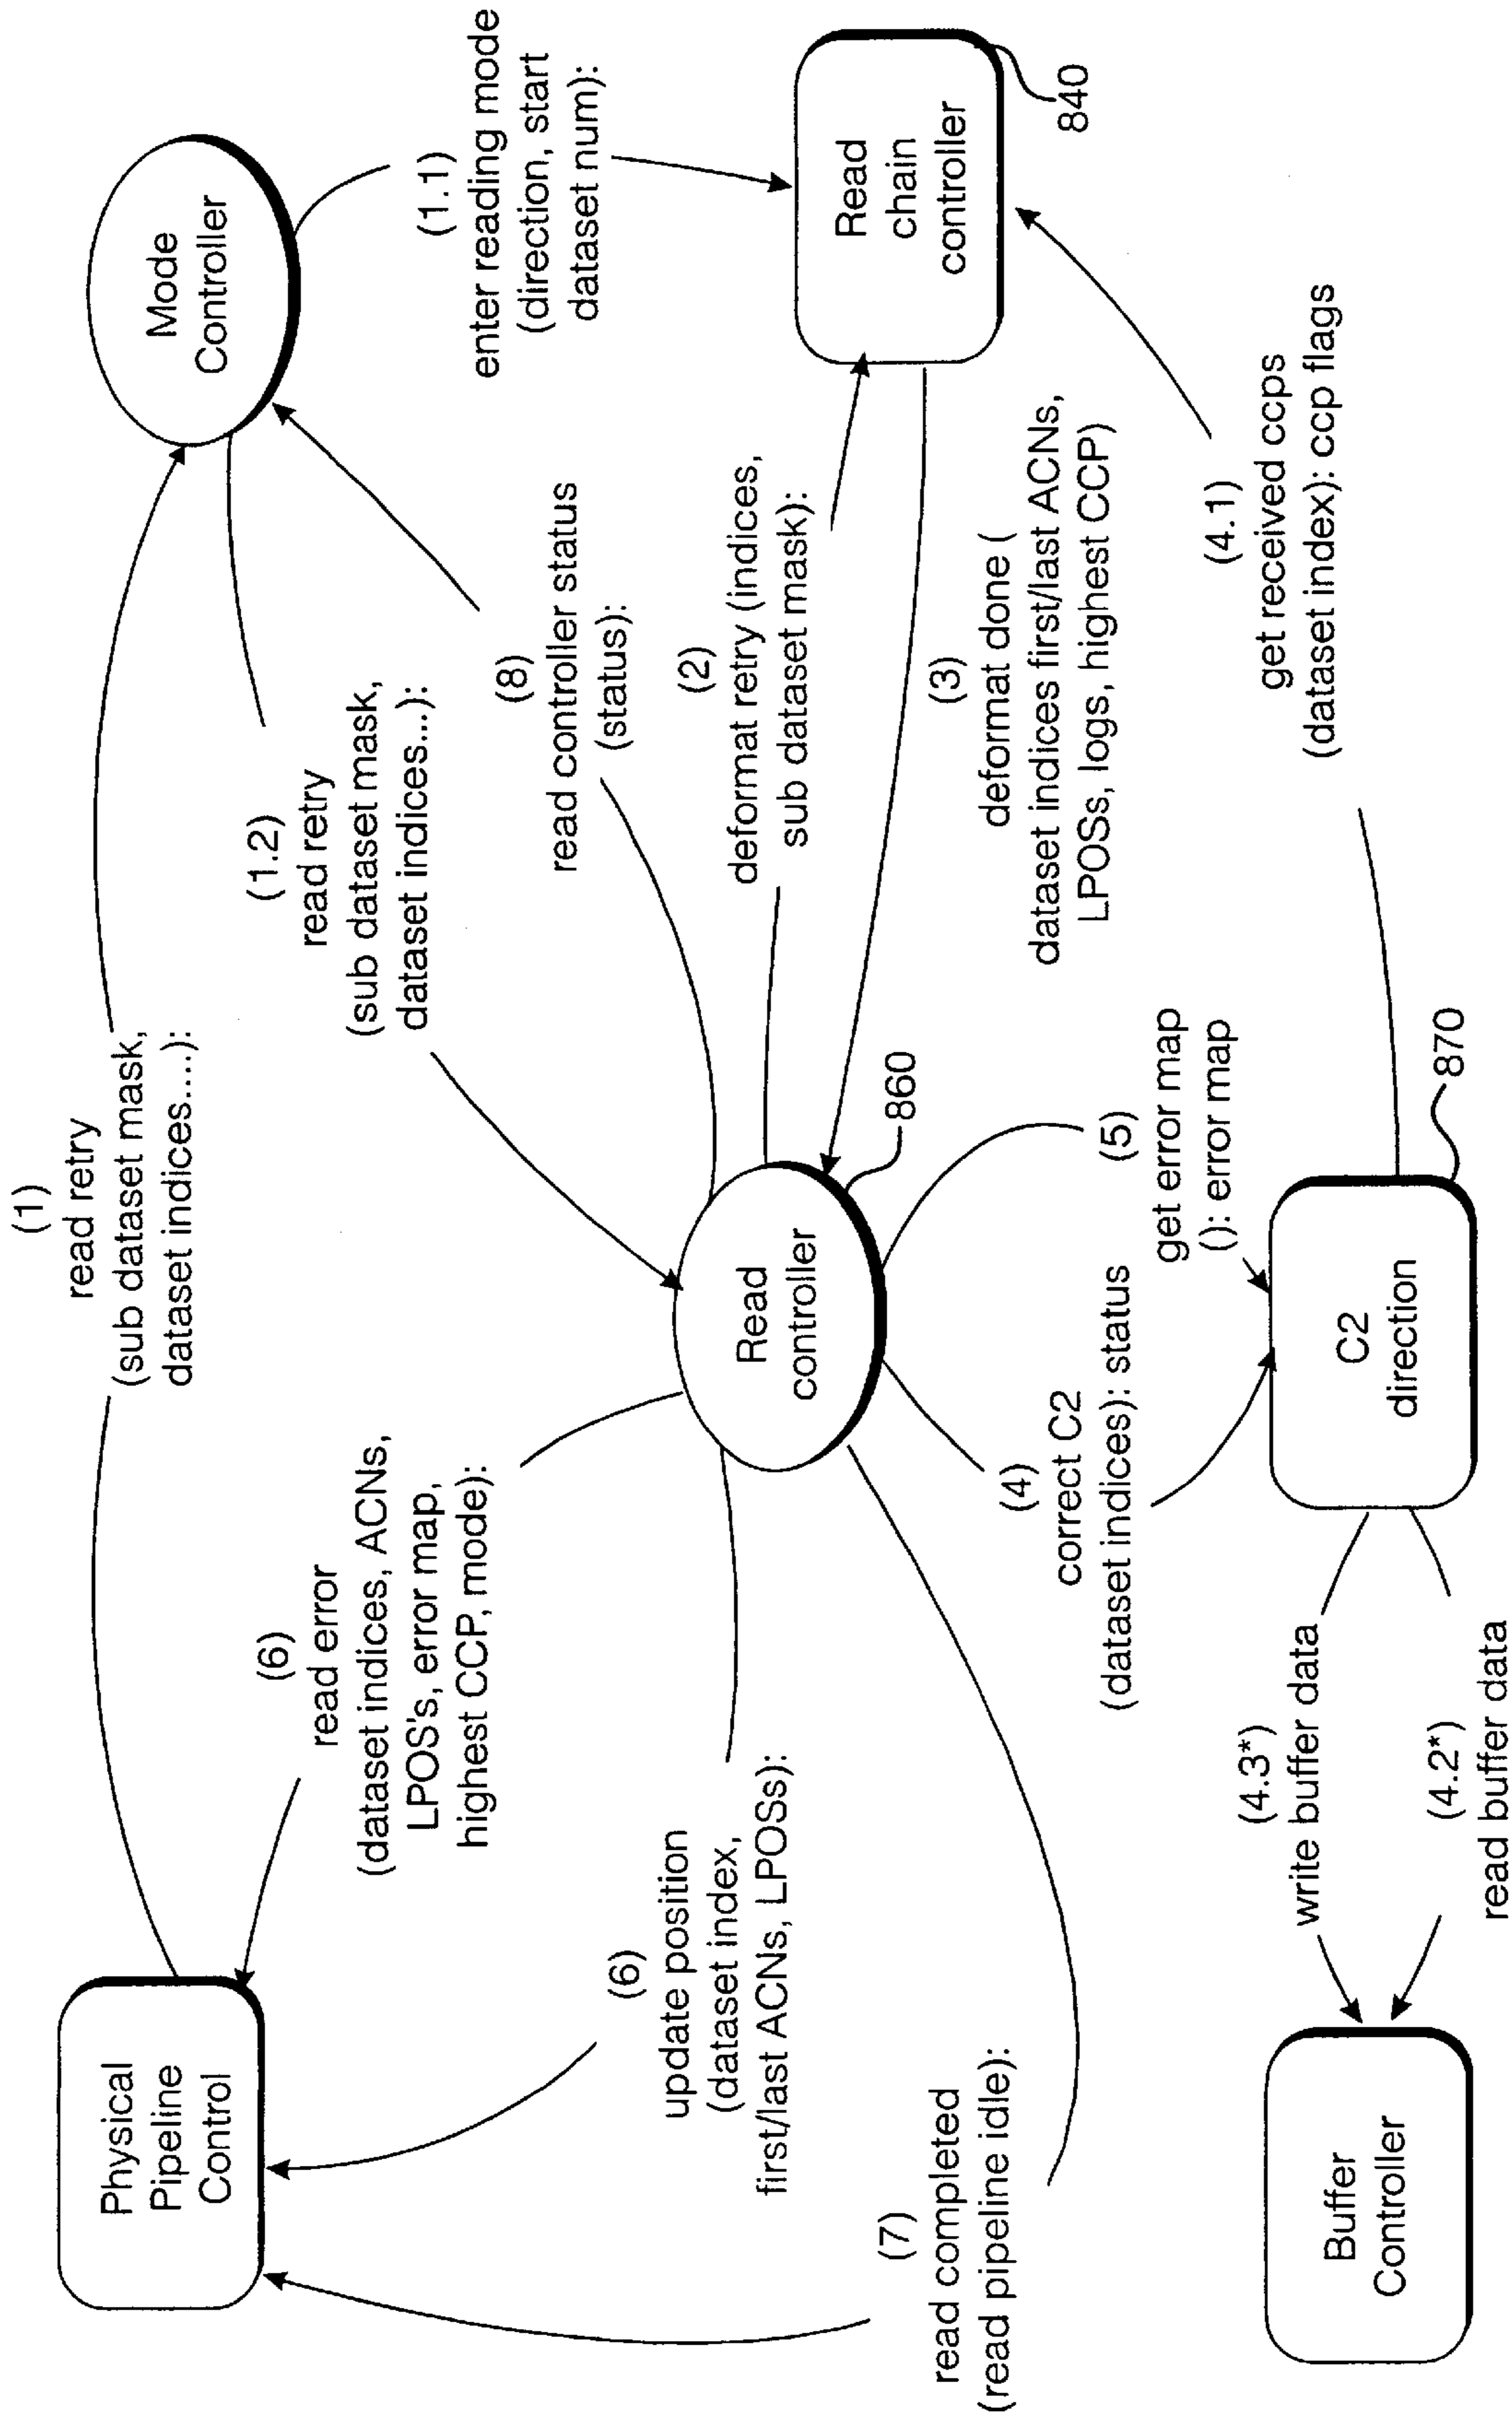 (1)
read retry
(sub dataset mask,
dataset indices.....):
Physical
Pipeline
Control
Mode
Controller
(1.1)
enter reading mode
(direction, start
dataset num):
(1.2)
read retry
(sub dataset mask,
dataset indices...):
(6)
read error
(dataset indices, ACNs,
LPOS's, error map,
highest CCP, mode):
(8)
read controller status
(status):
(6)
update position
(dataset index,
first/last ACNs, LPOSs):
Read
controller
860
(2)
deformat retry (indices,
sub dataset mask):
Read
chain
controller
840
(7)
read completed
(read pipeline idle):
(3)
deformat done (
dataset indices first/last ACNs,
LPOSs, logs, highest CCP)
(4)
correct C2
(dataset indices): status
(5)
get error map
(): error map
(4.1)
get received ccps
(dataset index): ccp flags
(4.3*)
write buffer data
(4.2*)
read buffer data
Buffer
Controller
C2
direction
870